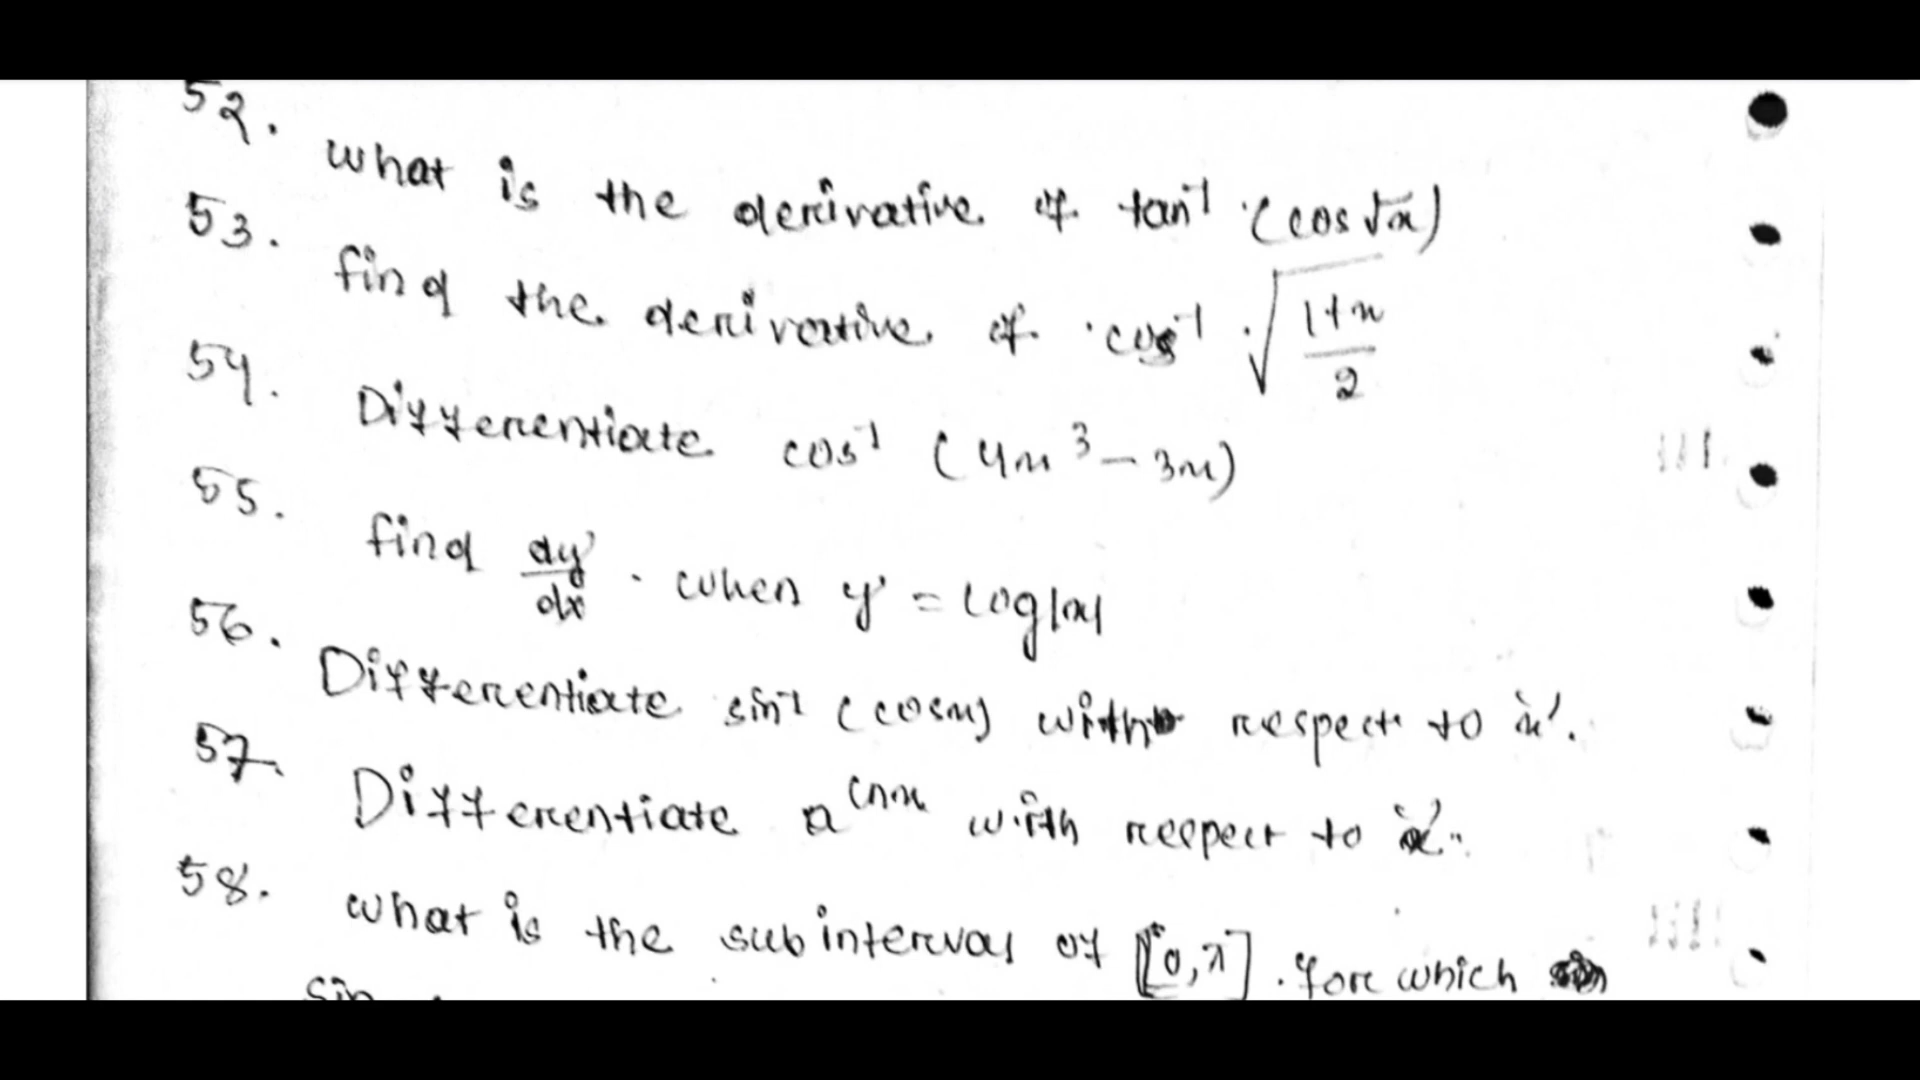 52. What is the derivative of tan⁻¹ (cos √x)
53. find the derivative of cos⁻¹ √(1+x/2)
54. Differentiate cos⁻¹ (4x³ – 3x)
55. find dy/dx . when y = log|x|
56. Differentiate sin⁻¹ (cosx) with respect to 'x'.
57. Differentiate a^lnx with respect to 'x'.
58. What is the subinterval of [0, π] . for which
sin